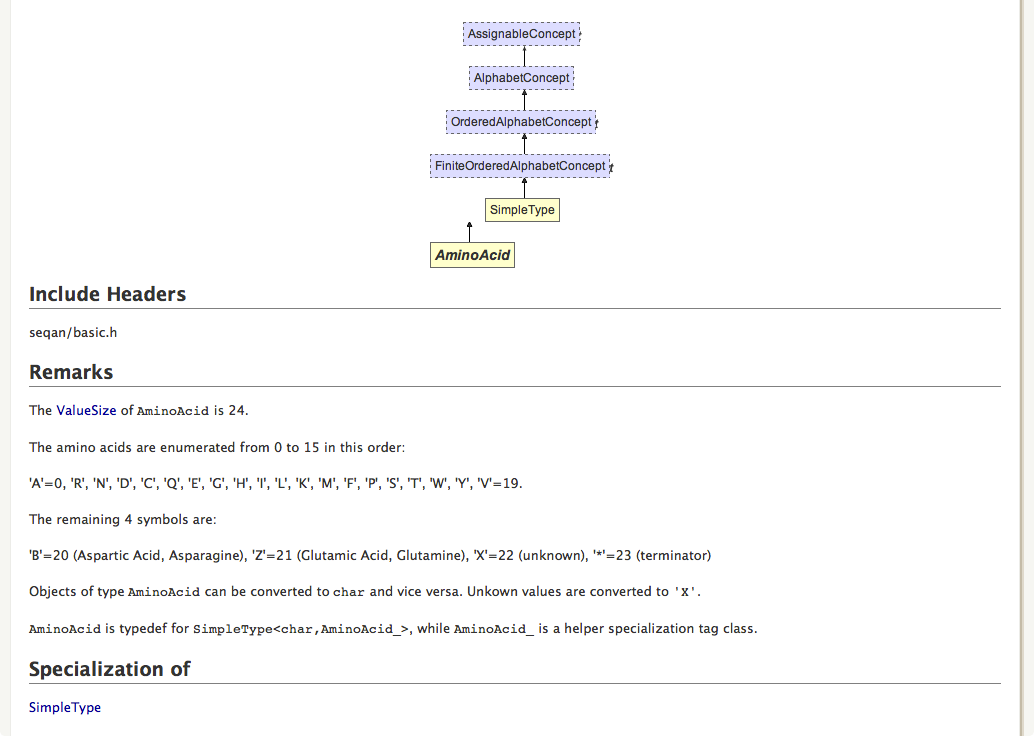 AssignableConcept
AlphabetConcept
OrderedAlphabetConcept
FiniteOrderedAlphabetConcept
SimpleType
AminoAcid
Include Headers
seqan/basic.h
Remarks
The ValueSize of AminoAcid is 24.
The amino acids are enumerated from 0 to 15 in this order:
'A'=0, 'R', 'N', 'D', 'C', 'Q', 'E', 'G', 'H', 'I', 'L', 'K', 'M', 'F', 'P', 'S', 'T', 'W', 'Y', 'V'=19.
The remaining 4 symbols are:
'B'=20 (Aspartic Acid, Asparagine), 'Z'=21 (Glutamic Acid, Glutamine), 'X'=22 (unknown), '*'=23 (terminator)
Objects of type AminoAcid can be converted to char and vice versa. Unkown values are converted to 'X'.
AminoAcid is typedef for SimpleType<char,AminoAcid_>, while AminoAcid_ is a helper specialization tag class.
Specialization of
SimpleType